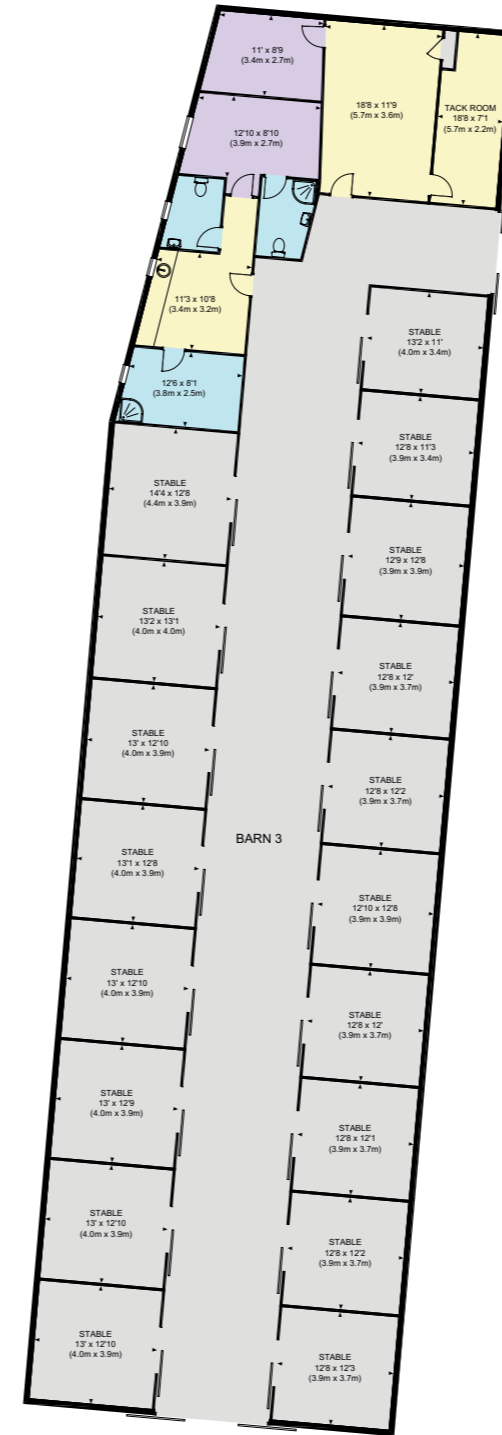 11' x 8'9
(3.4m x 2.7m)
18'8 x 11'9
(5.7m x 3.6m)
TACK ROOM
18'8 x 7'1
(5.7m x 2.2m)
12'10 x 8'10
(3.9m x 2.7m)
11'3 x 10'8
(3.4m x 3.2m)
12'6 x 8'1
(3.8m x 2.5m)
STABLE
13'2 x 11'
(4.0m x 3.4m)
STABLE
12'8 x 11'3
(3.9m x 3.4m)
STABLE
14'4 x 12'8
(4.4m x 3.9m)
STABLE
12'9 x 12'8
(3.9m x 3.9m)
STABLE
13'2 x 13'1
(4.0m x 4.0m)
STABLE
12'8 x 12'
(3.9m x 3.7m)
STABLE
13' x 12'10
(4.0m x 3.9m)
STABLE
12'8 x 12'2
(3.9m x 3.7m)
BARN 3
STABLE
13'1 x 12'8
(4.0m x 3.9m)
STABLE
12'10 x 12'8
(3.9m x 3.9m)
STABLE
13' x 12'10
(4.0m x 3.9m)
STABLE
12'8 x 12'
(3.9m x 3.7m)
STABLE
13' x 12'9
(4.0m x 3.9m)
STABLE
12'8 x 12'1
(3.9m x 3.7m)
STABLE
13' x 12'10
(4.0m x 3.9m)
STABLE
12'8 x 12'2
(3.9m x 3.7m)
STABLE
13' x 12'10
(4.0m x 3.9m)
STABLE
12'8 x 12'3
(3.9m x 3.7m)